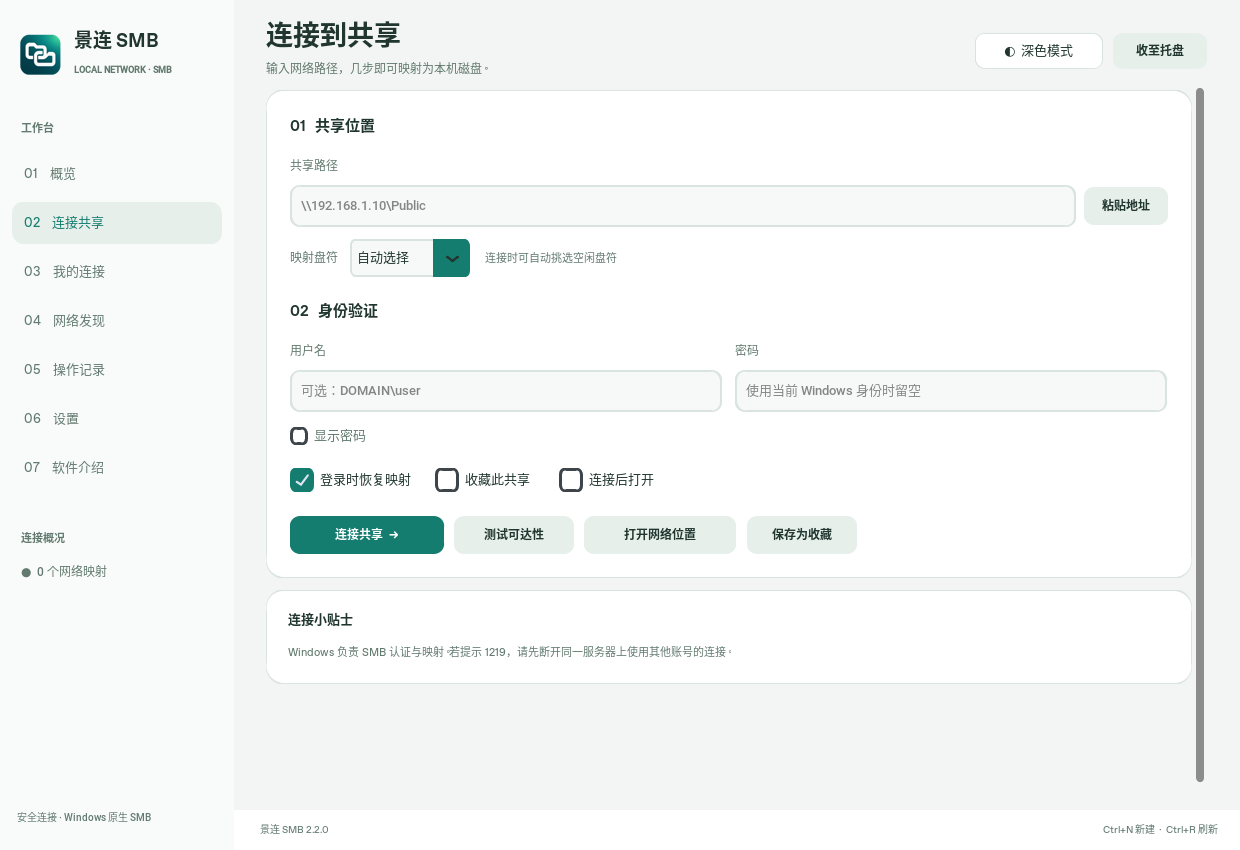 景连 SMB
LOCAL NETWORK · SMB
工作台
01 概览
02 连接共享
03 我的连接
04 网络发现
05 操作记录
06 设置
07 软件介绍
连接概况
● 0 个网络映射
安全连接 · Windows 原生 SMB
连接到共享
输入网络路径，几步即可映射为本机磁盘。
◐ 深色模式
收至托盘
01 共享位置
共享路径
\\192.168.1.10\Public
粘贴地址
映射盘符
自动选择
连接时可自动挑选空闲盘符
02 身份验证
用户名
密码
可选：DOMAIN\user
使用当前 Windows 身份时留空
显示密码
登录时恢复映射
收藏此共享
连接后打开
连接共享 →
测试可达性
打开网络位置
保存为收藏
连接小贴士
Windows 负责 SMB 认证与映射。若提示 1219，请先断开同一服务器上使用其他账号的连接。
景连 SMB 2.2.0
Ctrl+N 新建 · Ctrl+R 刷新